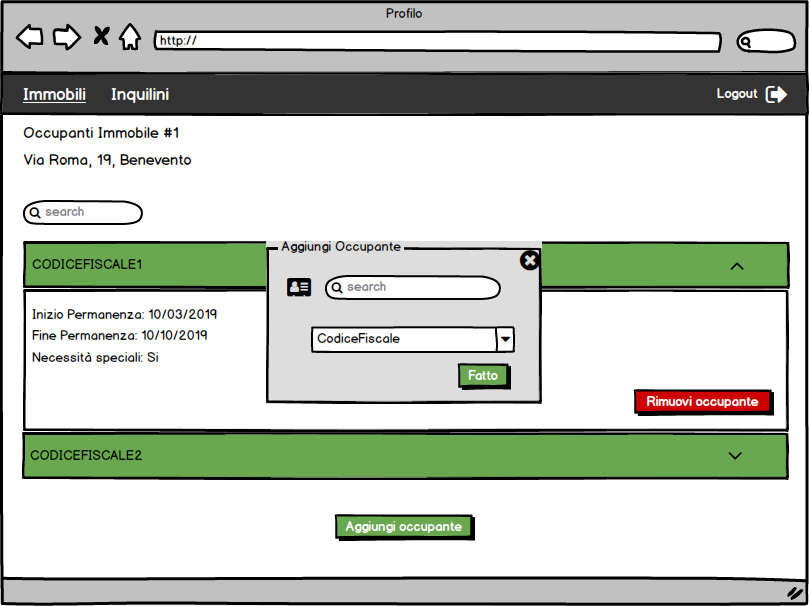 Profilo
http://
Immobili Inquilini Logout
Occupanti Immobile #1
Via Roma, 19, Benevento
search
CODICEFISCALE1
Inizio Permanenza: 10/03/2019
Fine Permanenza: 10/10/2019
Necessità speciali: Si
Aggiungi Occupante
search
CodiceFiscale
Fatto
Rimuovi occupante
CODICEFISCALE2
Aggiungi occupante